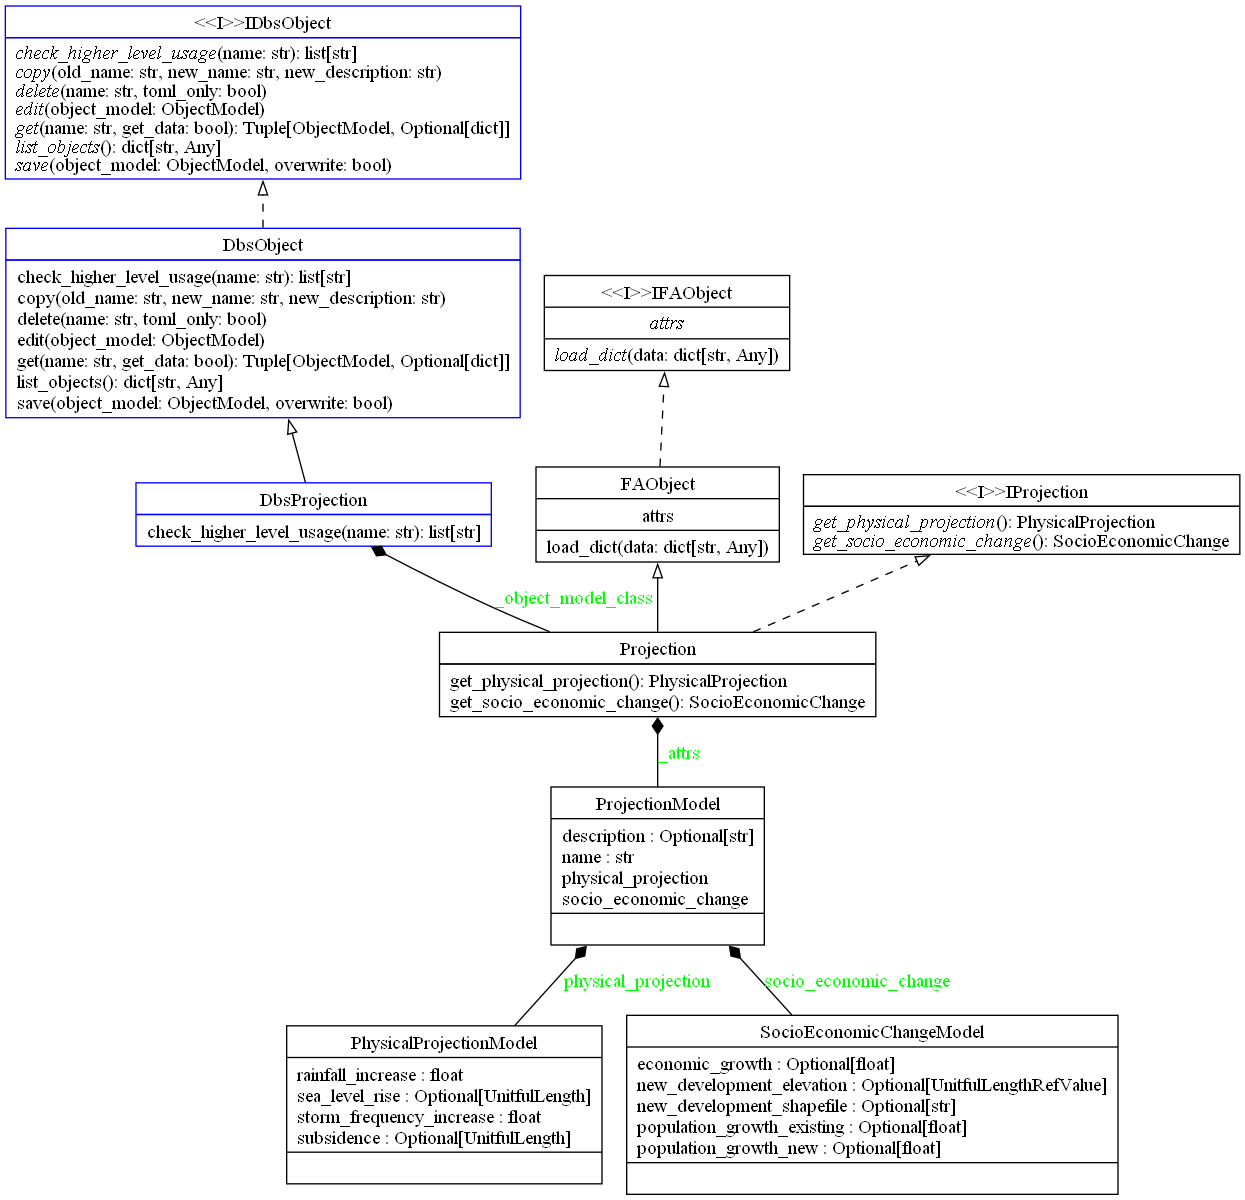 <<I>>IDbsObject
check_higher_level_usage(name: str): list[str]
copy(old_name: str, new_name: str, new_description: str)
delete(name: str, toml_only: bool)
edit(object_model: ObjectModel)
get(name: str, get_data: bool): Tuple[ObjectModel, Optional[dict]]
list_objects(): dict[str, Any]
save(object_model: ObjectModel, overwrite: bool)
DbsObject
check_higher_level_usage(name: str): list[str]
copy(old_name: str, new_name: str, new_description: str)
delete(name: str, toml_only: bool)
edit(object_model: ObjectModel)
get(name: str, get_data: bool): Tuple[ObjectModel, Optional[dict]]
list_objects(): dict[str, Any]
save(object_model: ObjectModel, overwrite: bool)
<<I>>IFAObject
attrs
load_dict(data: dict[str, Any])
DbsProjection
check_higher_level_usage(name: str): list[str]
FAObject
attrs
load_dict(data: dict[str, Any])
<<I>>IProjection
get_physical_projection(): PhysicalProjection
get_socio_economic_change(): SocioEconomicChange
_object_model_class
Projection
get_physical_projection(): PhysicalProjection
get_socio_economic_change(): SocioEconomicChange
_attrs
ProjectionModel
description : Optional[str]
name : str
physical_projection
socio_economic_change
physical_projection
socio_economic_change
PhysicalProjectionModel
rainfall_increase : float
sea_level_rise : Optional[UnitfulLength]
storm_frequency_increase : float
subsidence : Optional[UnitfulLength]
SocioEconomicChangeModel
economic_growth : Optional[float]
new_development_elevation : Optional[UnitfulLengthRefValue]
new_development_shapefile : Optional[str]
population_growth_existing : Optional[float]
population_growth_new : Optional[float]